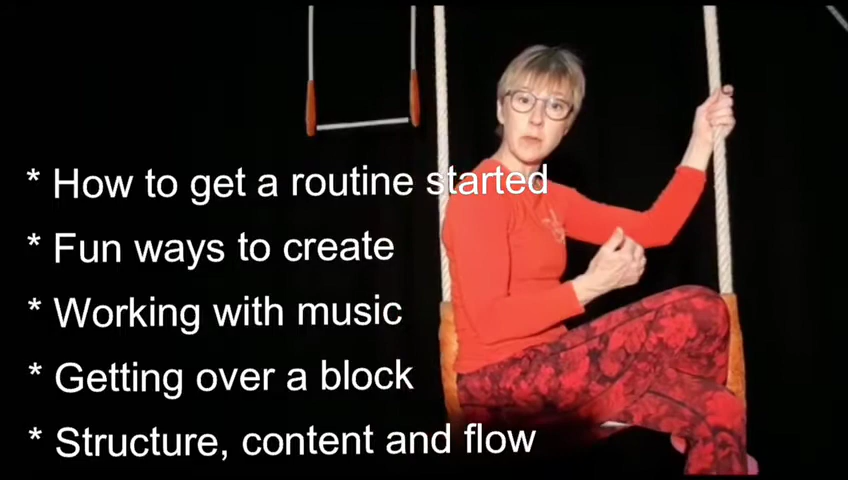 * How to get a routine started
* Fun ways to create
* Working with music
* Getting over a block
* Structure, content and flow